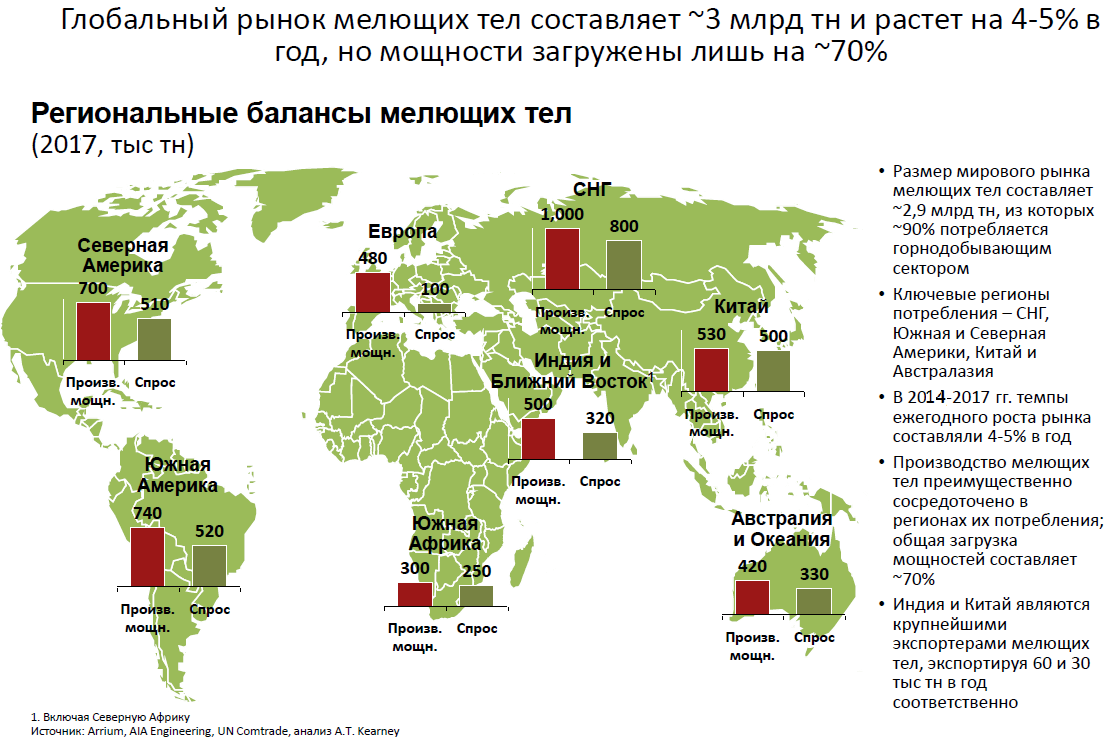 Глобальный рынок мелющих тел составляет ~3 млрд тн и растет на 4-5% в
год, но мощности загружены лишь на ~70%
Региональные балансы мелющих тел
(2017, тыс тн)
Северная
Америка
700
510
Произв.
мощн.
Спрос
Европа
480
100
Произв.
мощн.
Спрос
СНГ
1,000
800
Произв.
мощн.
Спрос
Китай
530
500
Произв.
мощн.
Спрос
Индия и
Ближний Восток1
500
320
Произв.
мощн.
Спрос
Южная
Америка
740
520
Произв.
мощн.
Спрос
Южная
Африка
300
250
Произв.
мощн.
Спрос
Австралия
и Океания
420
330
Произв.
мощн.
Спрос
• Размер мирового рынка
мелющих тел составляет
~2,9 млрд тн, из которых
~90% потребляется
горнодобывающим
сектором
• Ключевые регионы
потребления – СНГ,
Южная и Северная
Америки, Китай и
Австралазия
• В 2014-2017 гг. темпы
ежегодного роста рынка
составляли 4-5% в год
• Производство мелющих
тел преимущественно
сосредоточено в
регионах их потребления;
общая загрузка
мощностей составляет
~70%
• Индия и Китай являются
крупнейшими
экспортерами мелющих
тел, экспортируя 60 и 30
тыс тн в год
соответственно
1. Включая Северную Африку
Источник: Arrium, AIA Engineering, UN Comtrade, анализ A.T. Kearney